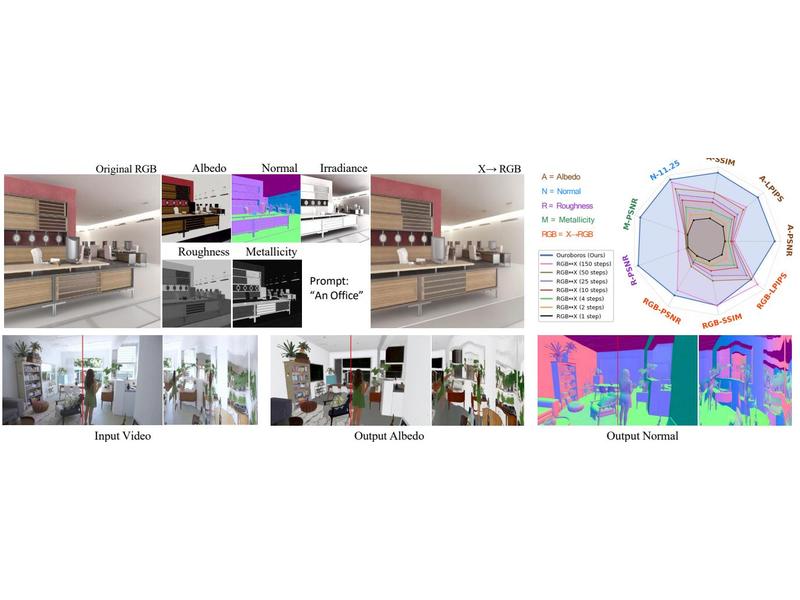 Original RGB
Albedo
Normal
Irradiance
X→ RGB
Roughness
Metallicity
Prompt:
“An Office”
A = Albedo
N = Normal
R = Roughness
M = Metallicity
RGB = X→RGB
Ouroboros (Ours)
RGB↔X (150 steps)
RGB↔X (50 steps)
RGB↔X (25 steps)
RGB↔X (10 steps)
RGB↔X (4 steps)
RGB↔X (2 steps)
RGB↔X (1 step)
A-SSIM
A-LPIPS
A-PSNR
RGB-LPIPS
RGB-SSIM
RGB-PSNR
R-PSNR
M-PSNR
N-11.25
Input Video
Output Albedo
Output Normal